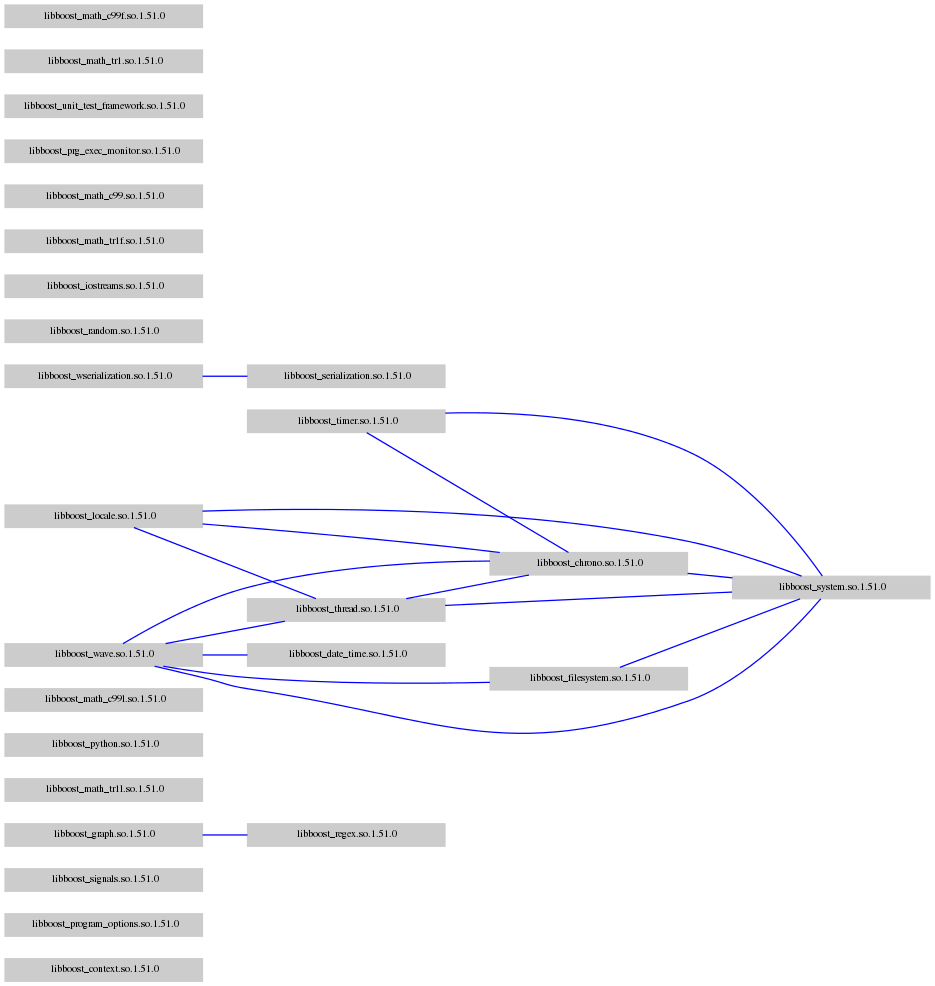 libboost_math_c99f.so.1.51.0
libboost_math_tr1.so.1.51.0
libboost_unit_test_framework.so.1.51.0
libboost_prg_exec_monitor.so.1.51.0
libboost_math_c99.so.1.51.0
libboost_math_tr1f.so.1.51.0
libboost_iostreams.so.1.51.0
libboost_random.so.1.51.0
libboost_wserialization.so.1.51.0
libboost_serialization.so.1.51.0
libboost_timer.so.1.51.0
libboost_locale.so.1.51.0
libboost_chrono.so.1.51.0
libboost_system.so.1.51.0
libboost_thread.so.1.51.0
libboost_wave.so.1.51.0
libboost_date_time.so.1.51.0
libboost_filesystem.so.1.51.0
libboost_math_c99l.so.1.51.0
libboost_python.so.1.51.0
libboost_math_tr1l.so.1.51.0
libboost_graph.so.1.51.0
libboost_regex.so.1.51.0
libboost_signals.so.1.51.0
libboost_program_options.so.1.51.0
libboost_context.so.1.51.0